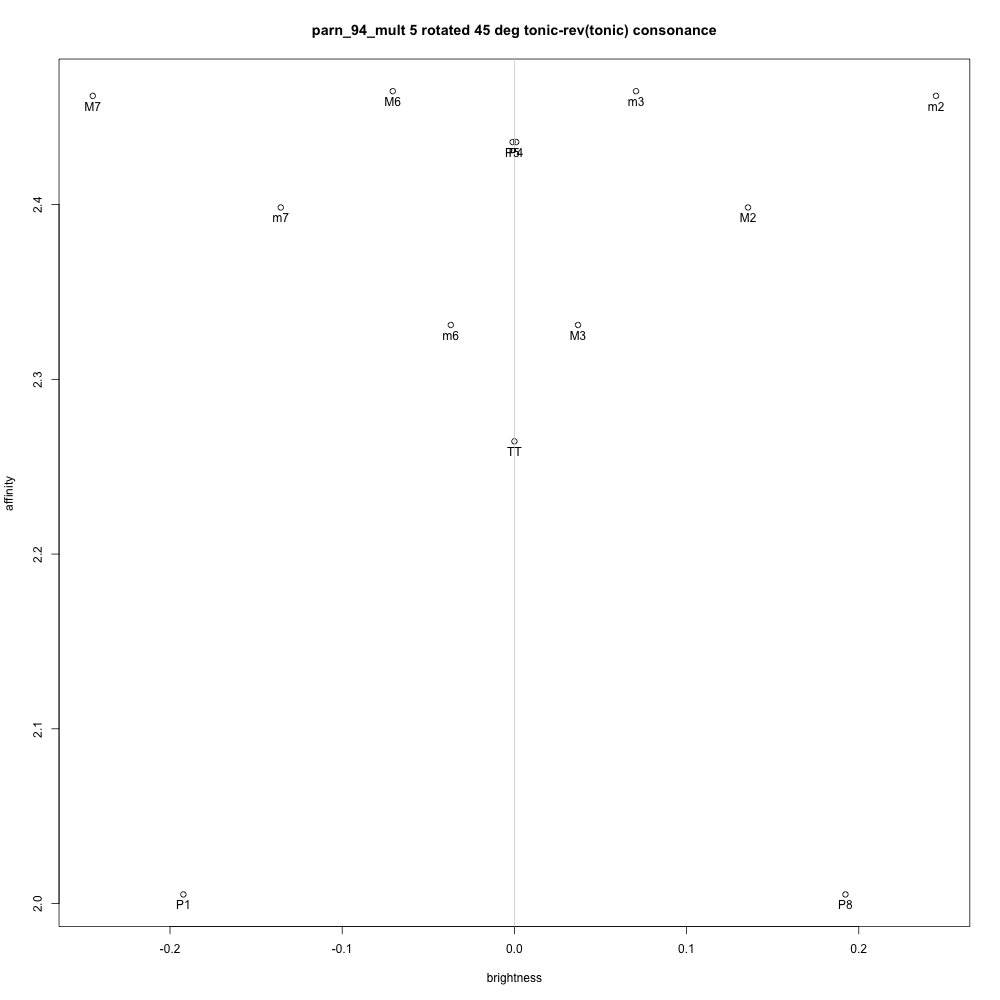 parn_94_mult 5 rotated 45 deg tonic-rev(tonic) consonance
M7
M6
m3
m2
P5
P4
m7
M2
m6
M3
TT
P1
P8
affinity
2.0
2.1
2.2
2.3
2.4
-0.2
-0.1
0.0
0.1
0.2
brightness